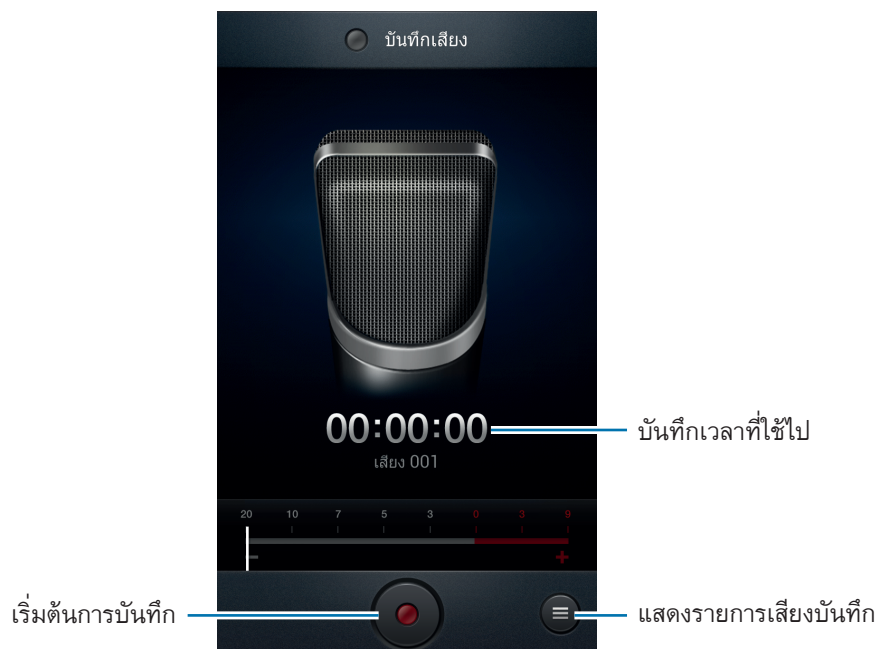 บันทึกเสียง
00:00:00
บันทึกเวลาที่ใช้ไป
เสียง 001
20 10 7 5 3 0 3 9
- +
เริ่มต้นการบันทึก
แสดงรายการเสียงบันทึก